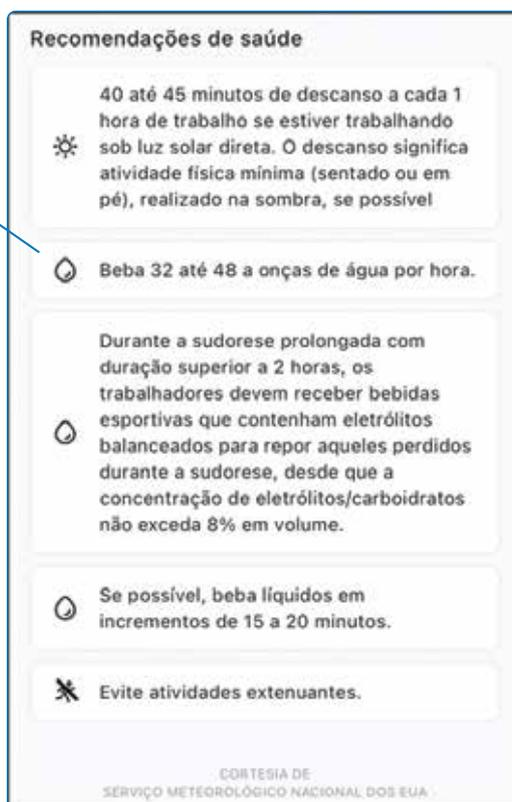 Recomendações de saúde
40 até 45 minutos de descanso a cada 1
hora de trabalho se estiver trabalhando
sob luz solar direta. O descanso significa
atividade física mínima (sentado ou em
pé), realizado na sombra, se possível
Beba 32 até 48 a onças de água por hora.
Durante a sudorese prolongada com
duração superior a 2 horas, os
trabalhadores devem receber bebidas
esportivas que contenham eletrólitos
balanceados para repor aqueles perdidos
durante a sudorese, desde que a
concentração de eletrólitos/carboidratos
não exceda 8% em volume.
Se possível, beba líquidos em
incrementos de 15 a 20 minutos.
Evite atividades extenuantes.
CORTESIA DE
SERVIÇO METEOROLÓGICO NACIONAL DOS EUA